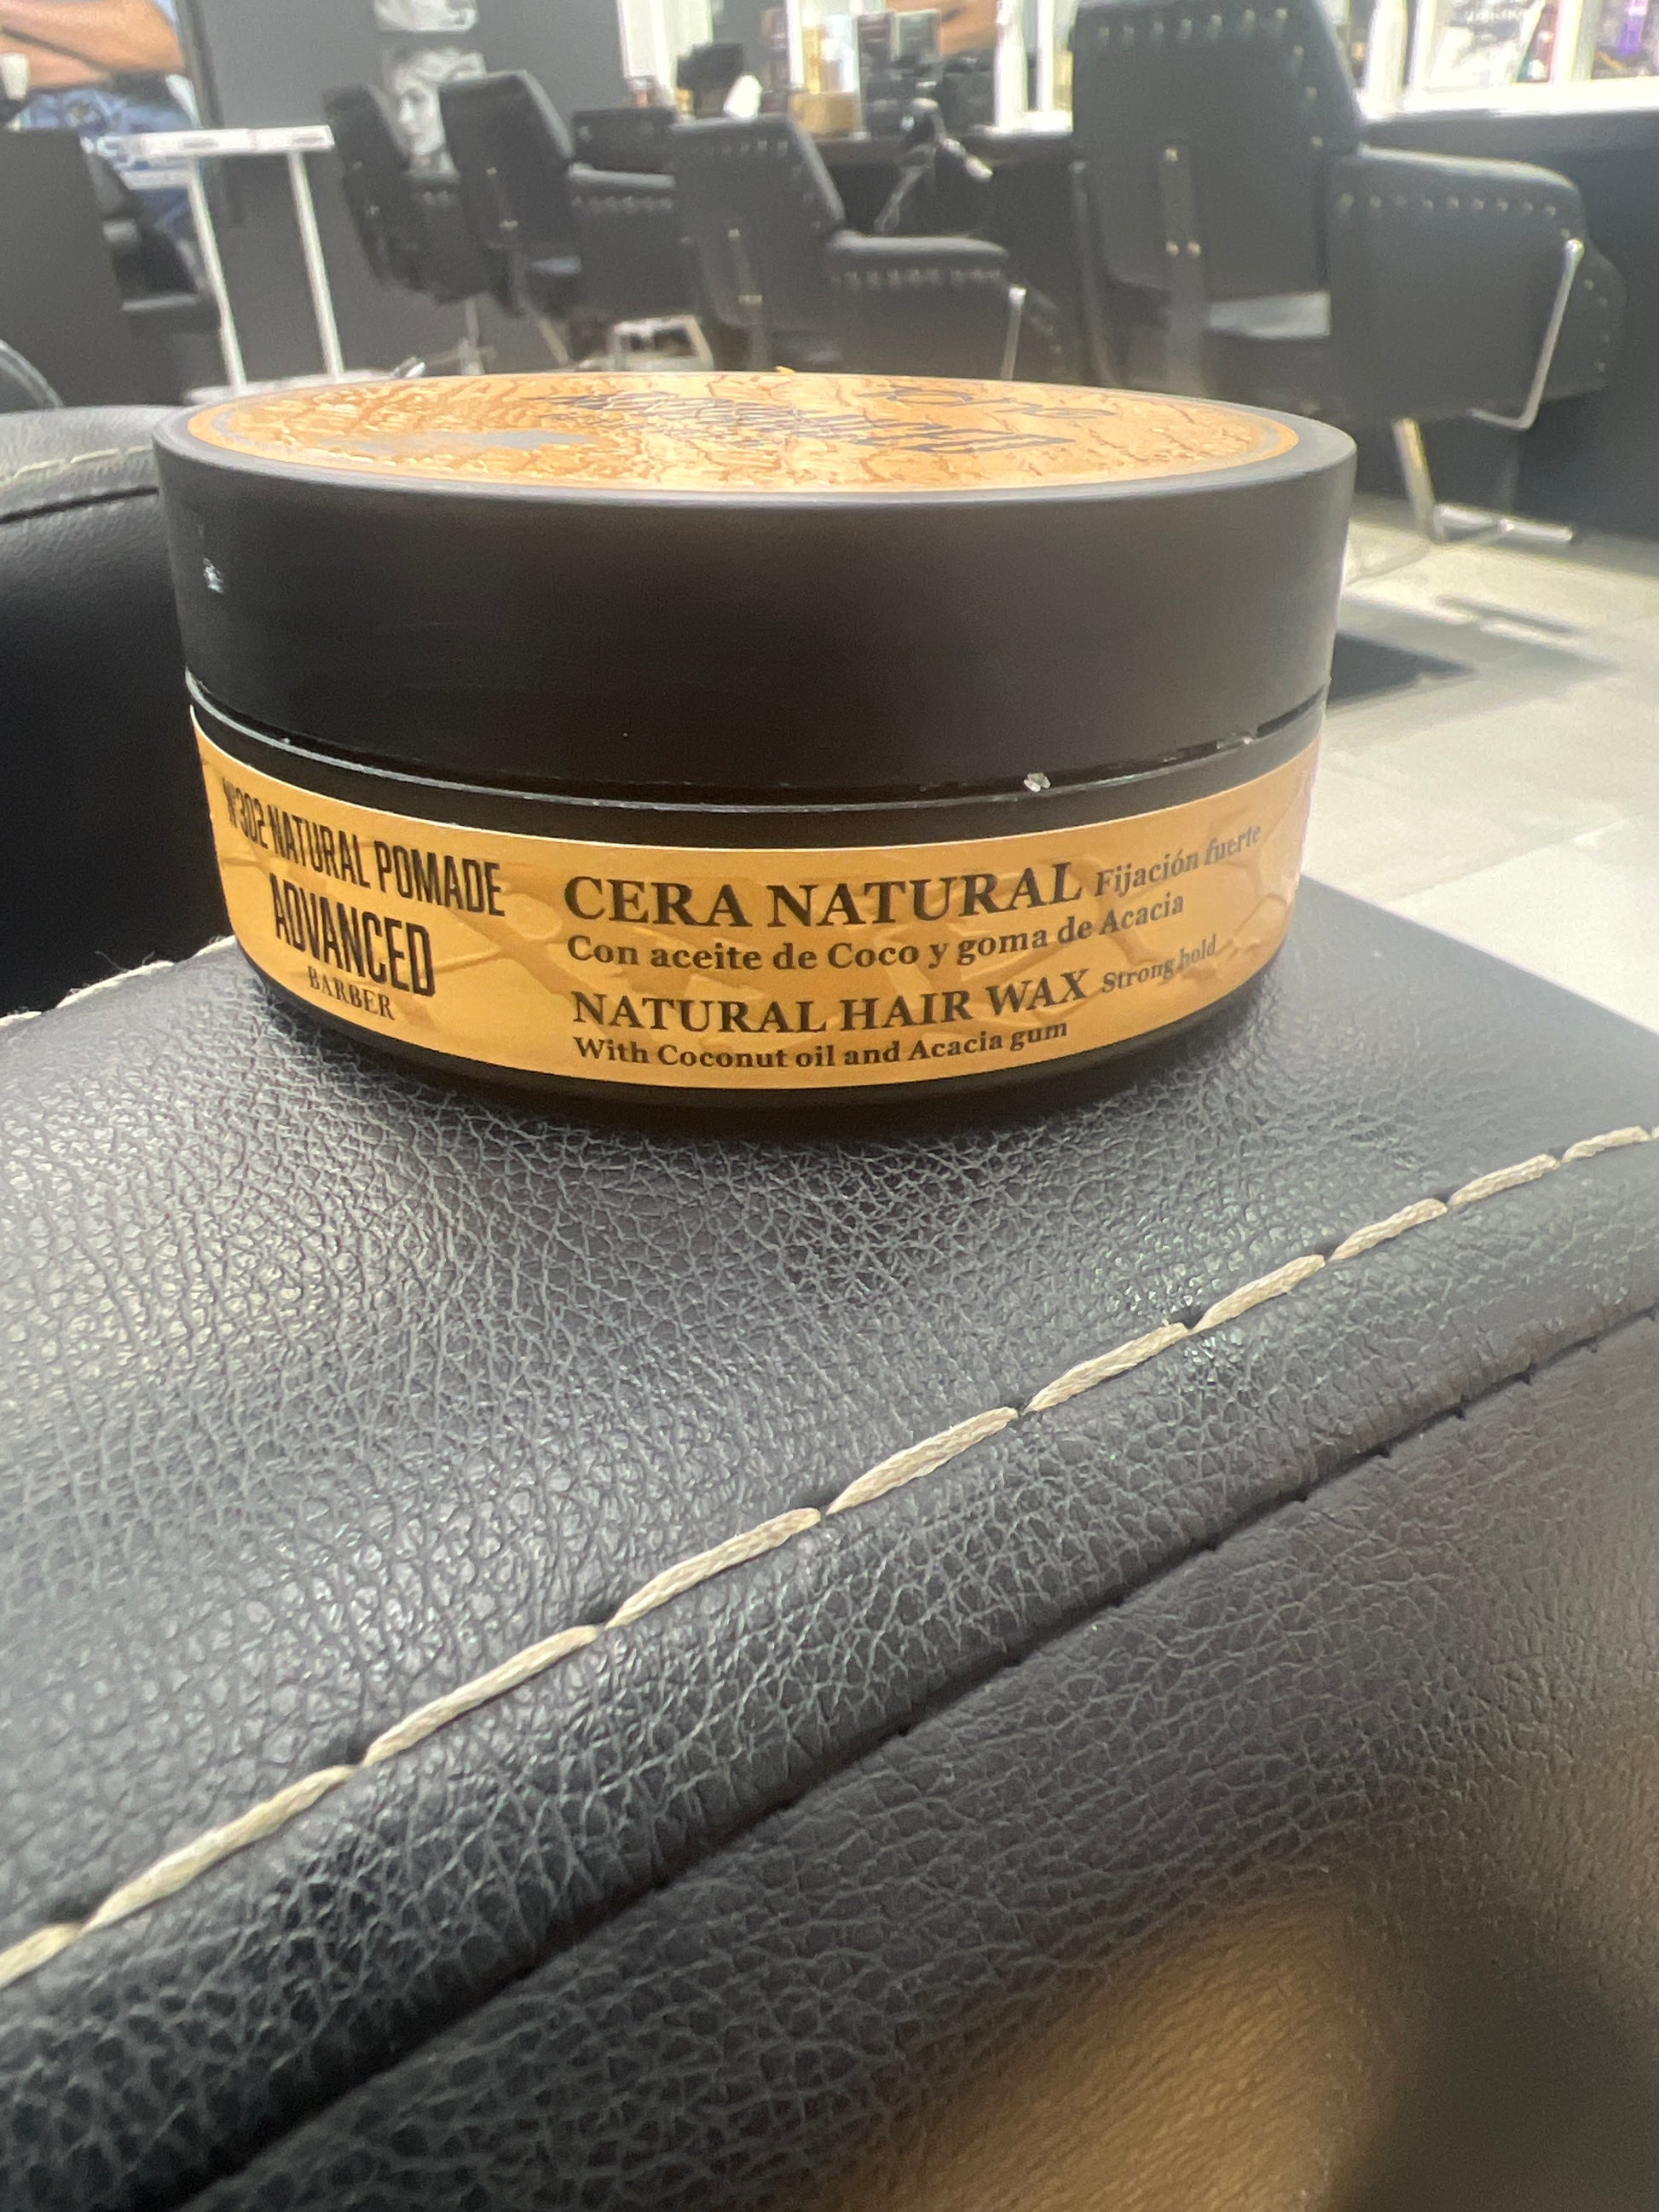 Nº302 NATURAL POMADE
ADVANCED
BARBER
CERA NATURAL Fijación fuerte
Con aceite de Coco y goma de Acacia
NATURAL HAIR WAX Strong hold
With Coconut oil and Acacia gum